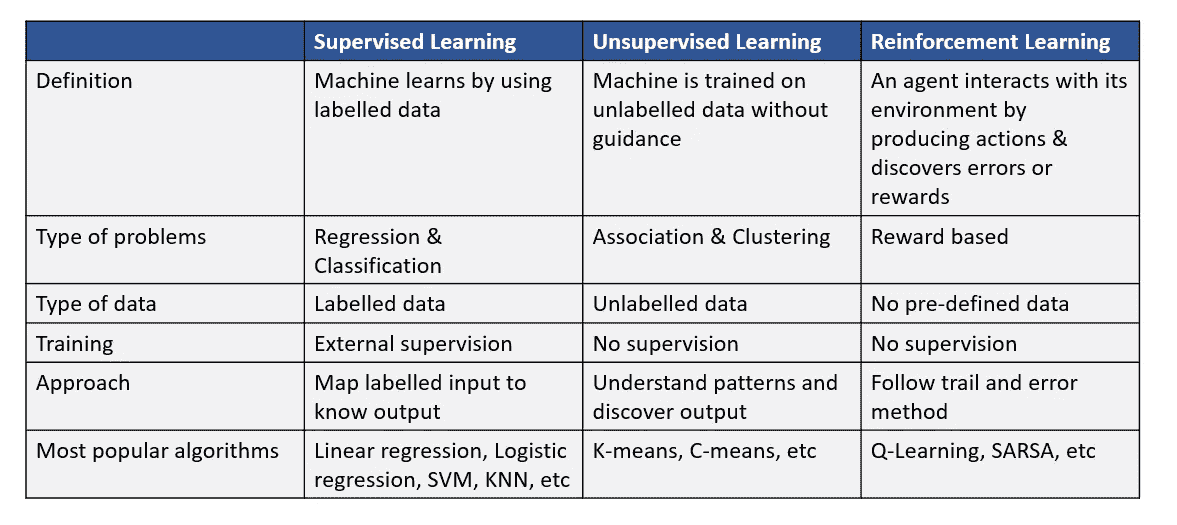 Supervised Learning
Unsupervised Learning
Reinforcement Learning
Definition
Machine learns by using
labelled data
Machine is trained on
unlabelled data without
guidance
An agent interacts with its
environment by
producing actions &
discovers errors or
rewards
Type of problems
Regression &
Classification
Association & Clustering
Reward based
Type of data
Labelled data
Unlabelled data
No pre-defined data
Training
External supervision
No supervision
No supervision
Approach
Map labelled input to
know output
Understand patterns and
discover output
Follow trail and error
method
Most popular algorithms
Linear regression, Logistic
regression, SVM, KNN, etc
K-means, C-means, etc
Q-Learning, SARSA, etc